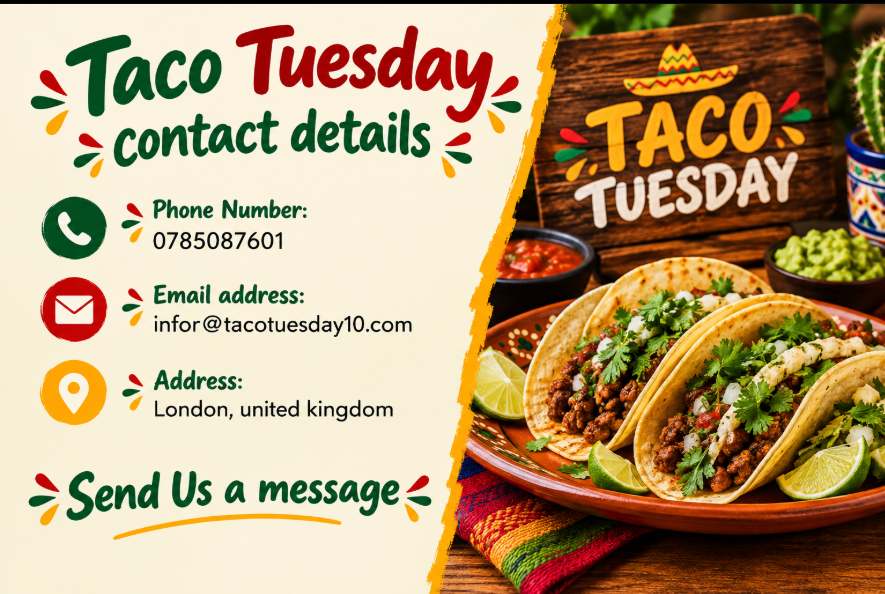 Taco Tuesday
contact details
Phone Number:
0785087601
Email address:
infor@tacotuesday10.com
Address:
London, united kingdom
Send Us a message
TACO
TUESDAY